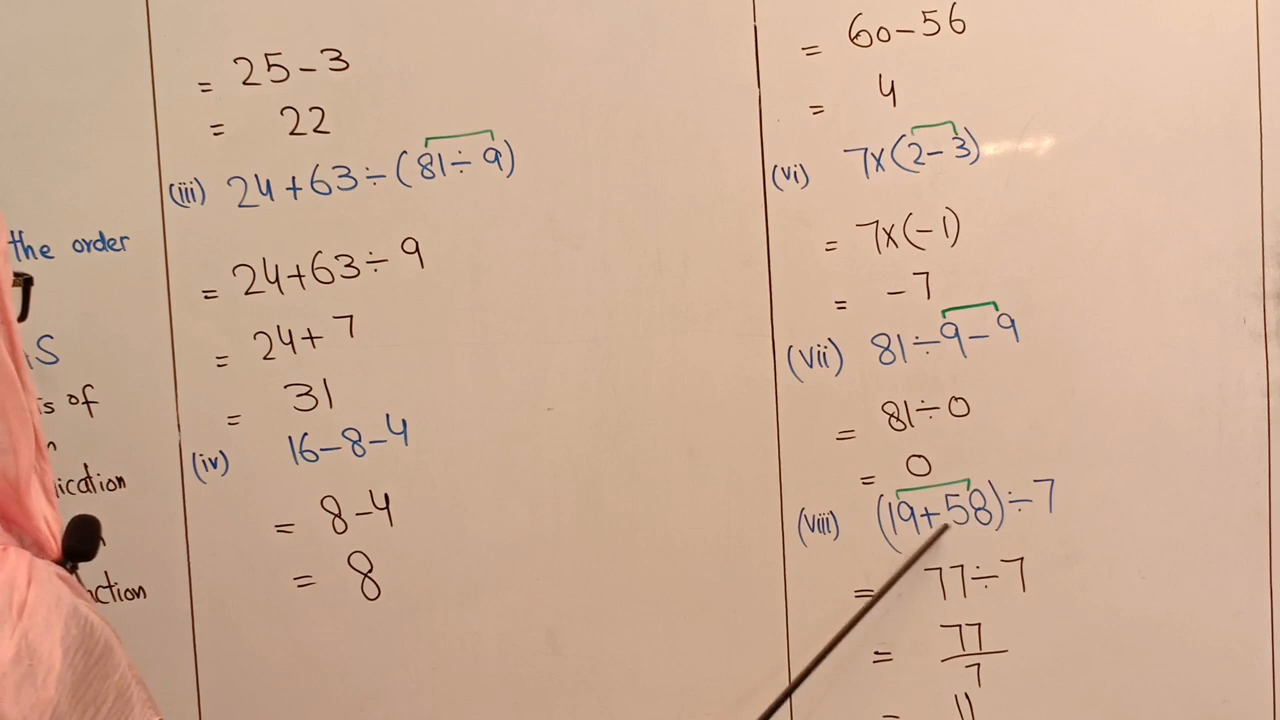 the order
S
is of
ication
ction
= 25-3
= 22
(iii) 24+63÷(81÷9)
= 24+63÷9
= 24+7
= 31
(iv) 16-8-4
= 8-4
= 8
= 60-56
= 4
(vi) 7x(2-3)
= 7x(-1)
= -7
(vii) 81÷9-9
= 81÷0
= 0
(viii) (19+58)÷7
= 77÷7
= 77
7
= 11